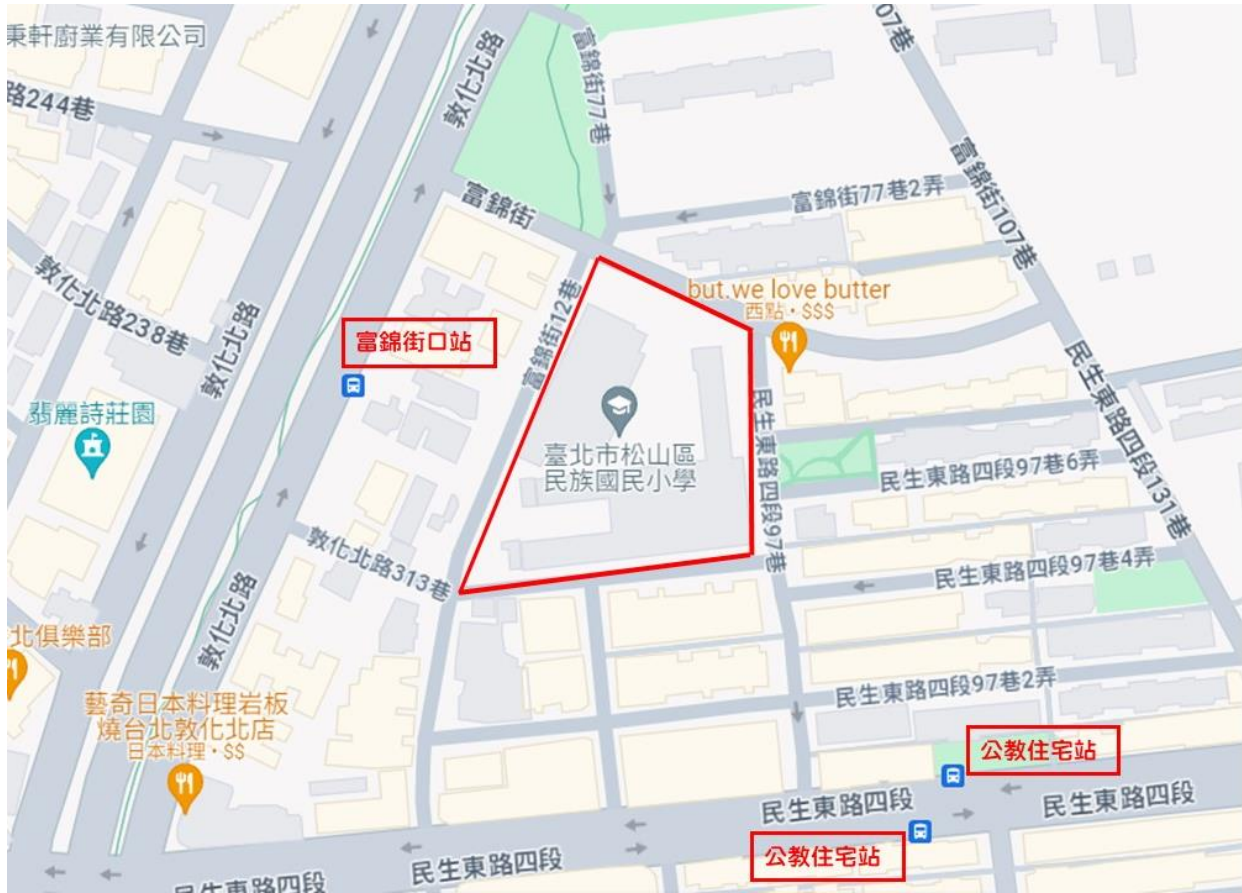 秉軒廚業有限公司
路244巷
敦化北路
富錦街77巷
07巷
富錦街
富錦街77巷2弄
富錦街107巷
敦化北路238巷
敦化北路
富錦街口站
富錦街12巷
but.we love butter
西點・$$$
翡麗詩莊園
臺北市松山區
民族國民小學
民生東路四段97巷
民生東路四段97巷6弄
民生東路四段131巷
敦化北路313巷
民生東路四段97巷4弄
敦化北路
北俱樂部
藝奇日本料理岩板
燒台北敦化北店
日本料理・$$
民生東路四段97巷2弄
公教住宅站
民生東路四段
民生東路四段
公教住宅站
民生東路四段
民生東路四段